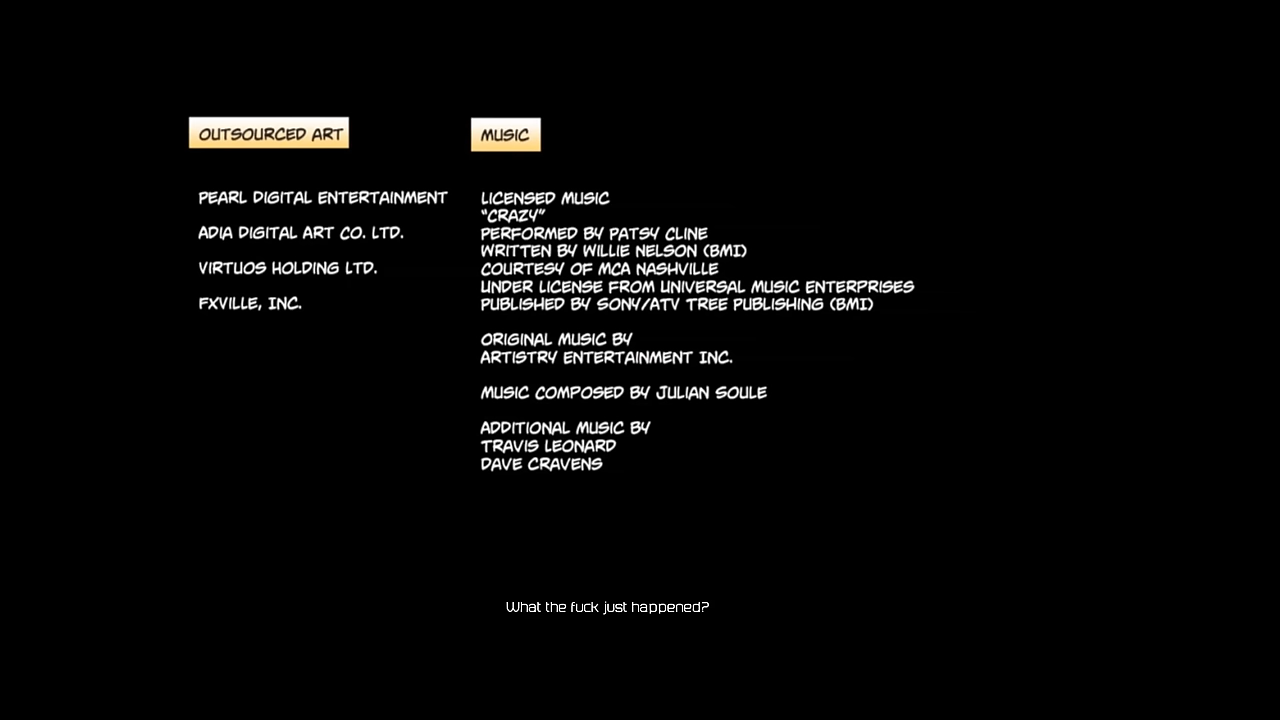 OUTSOURCED ART
PEARL DIGITAL ENTERTAINMENT
ADIA DIGITAL ART CO. LTD.
VIRTUOS HOLDING LTD.
FXVILLE, INC.
MUSIC
LICENSED MUSIC
"CRAZY"
PERFORMED BY PATSY CLINE
WRITTEN BY WILLIE NELSON (BMI)
COURTESY OF MCA NASHVILLE
UNDER LICENSE FROM UNIVERSAL MUSIC ENTERPRISES
PUBLISHED BY SONY/ATV TREE PUBLISHING (BMI)
ORIGINAL MUSIC BY
ARTISTRY ENTERTAINMENT INC.
MUSIC COMPOSED BY JULIAN SOULE
ADDITIONAL MUSIC BY
TRAVIS LEONARD
DAVE CRAVENS
What the fuck just happened?